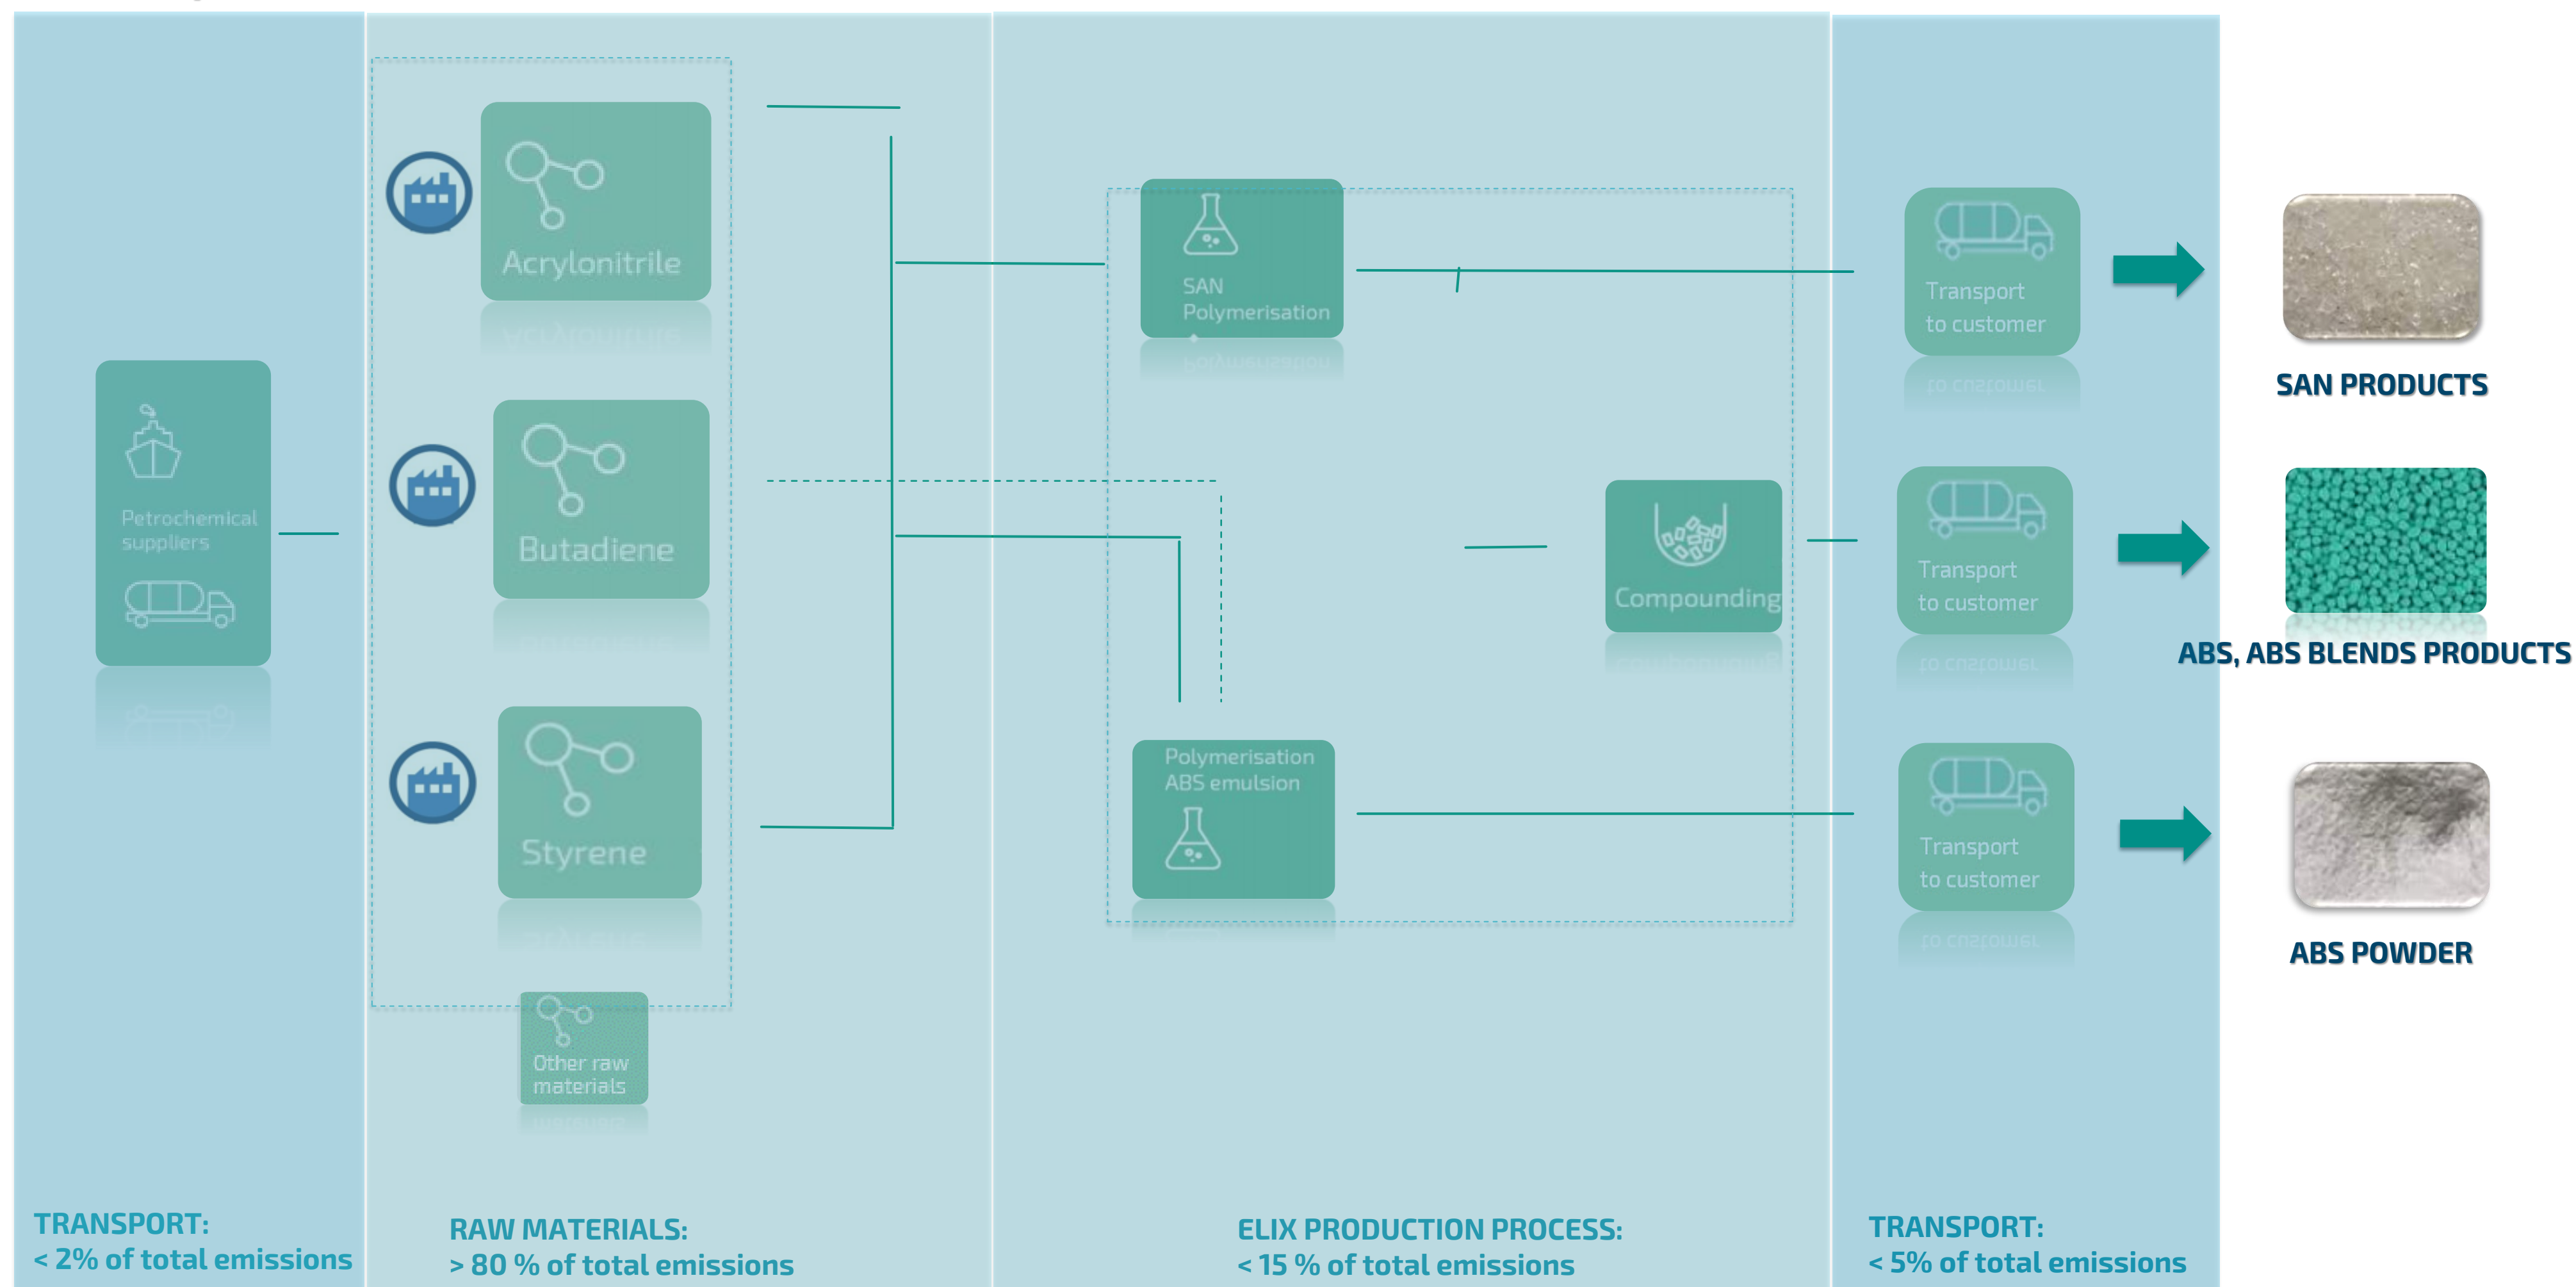 Petrochemical
suppliers
TRANSPORT:
< 2% of total emissions
Acrylonitrile
Butadiene
Styrene
Other raw
materials
RAW MATERIALS:
> 80 % of total emissions
SAN
Polymerisation
Compounding
Polymerisation
ABS emulsion
ELIX PRODUCTION PROCESS:
< 15 % of total emissions
Transport
to customer
Transport
to customer
Transport
to customer
TRANSPORT:
< 5% of total emissions
SAN PRODUCTS
ABS, ABS BLENDS PRODUCTS
ABS POWDER